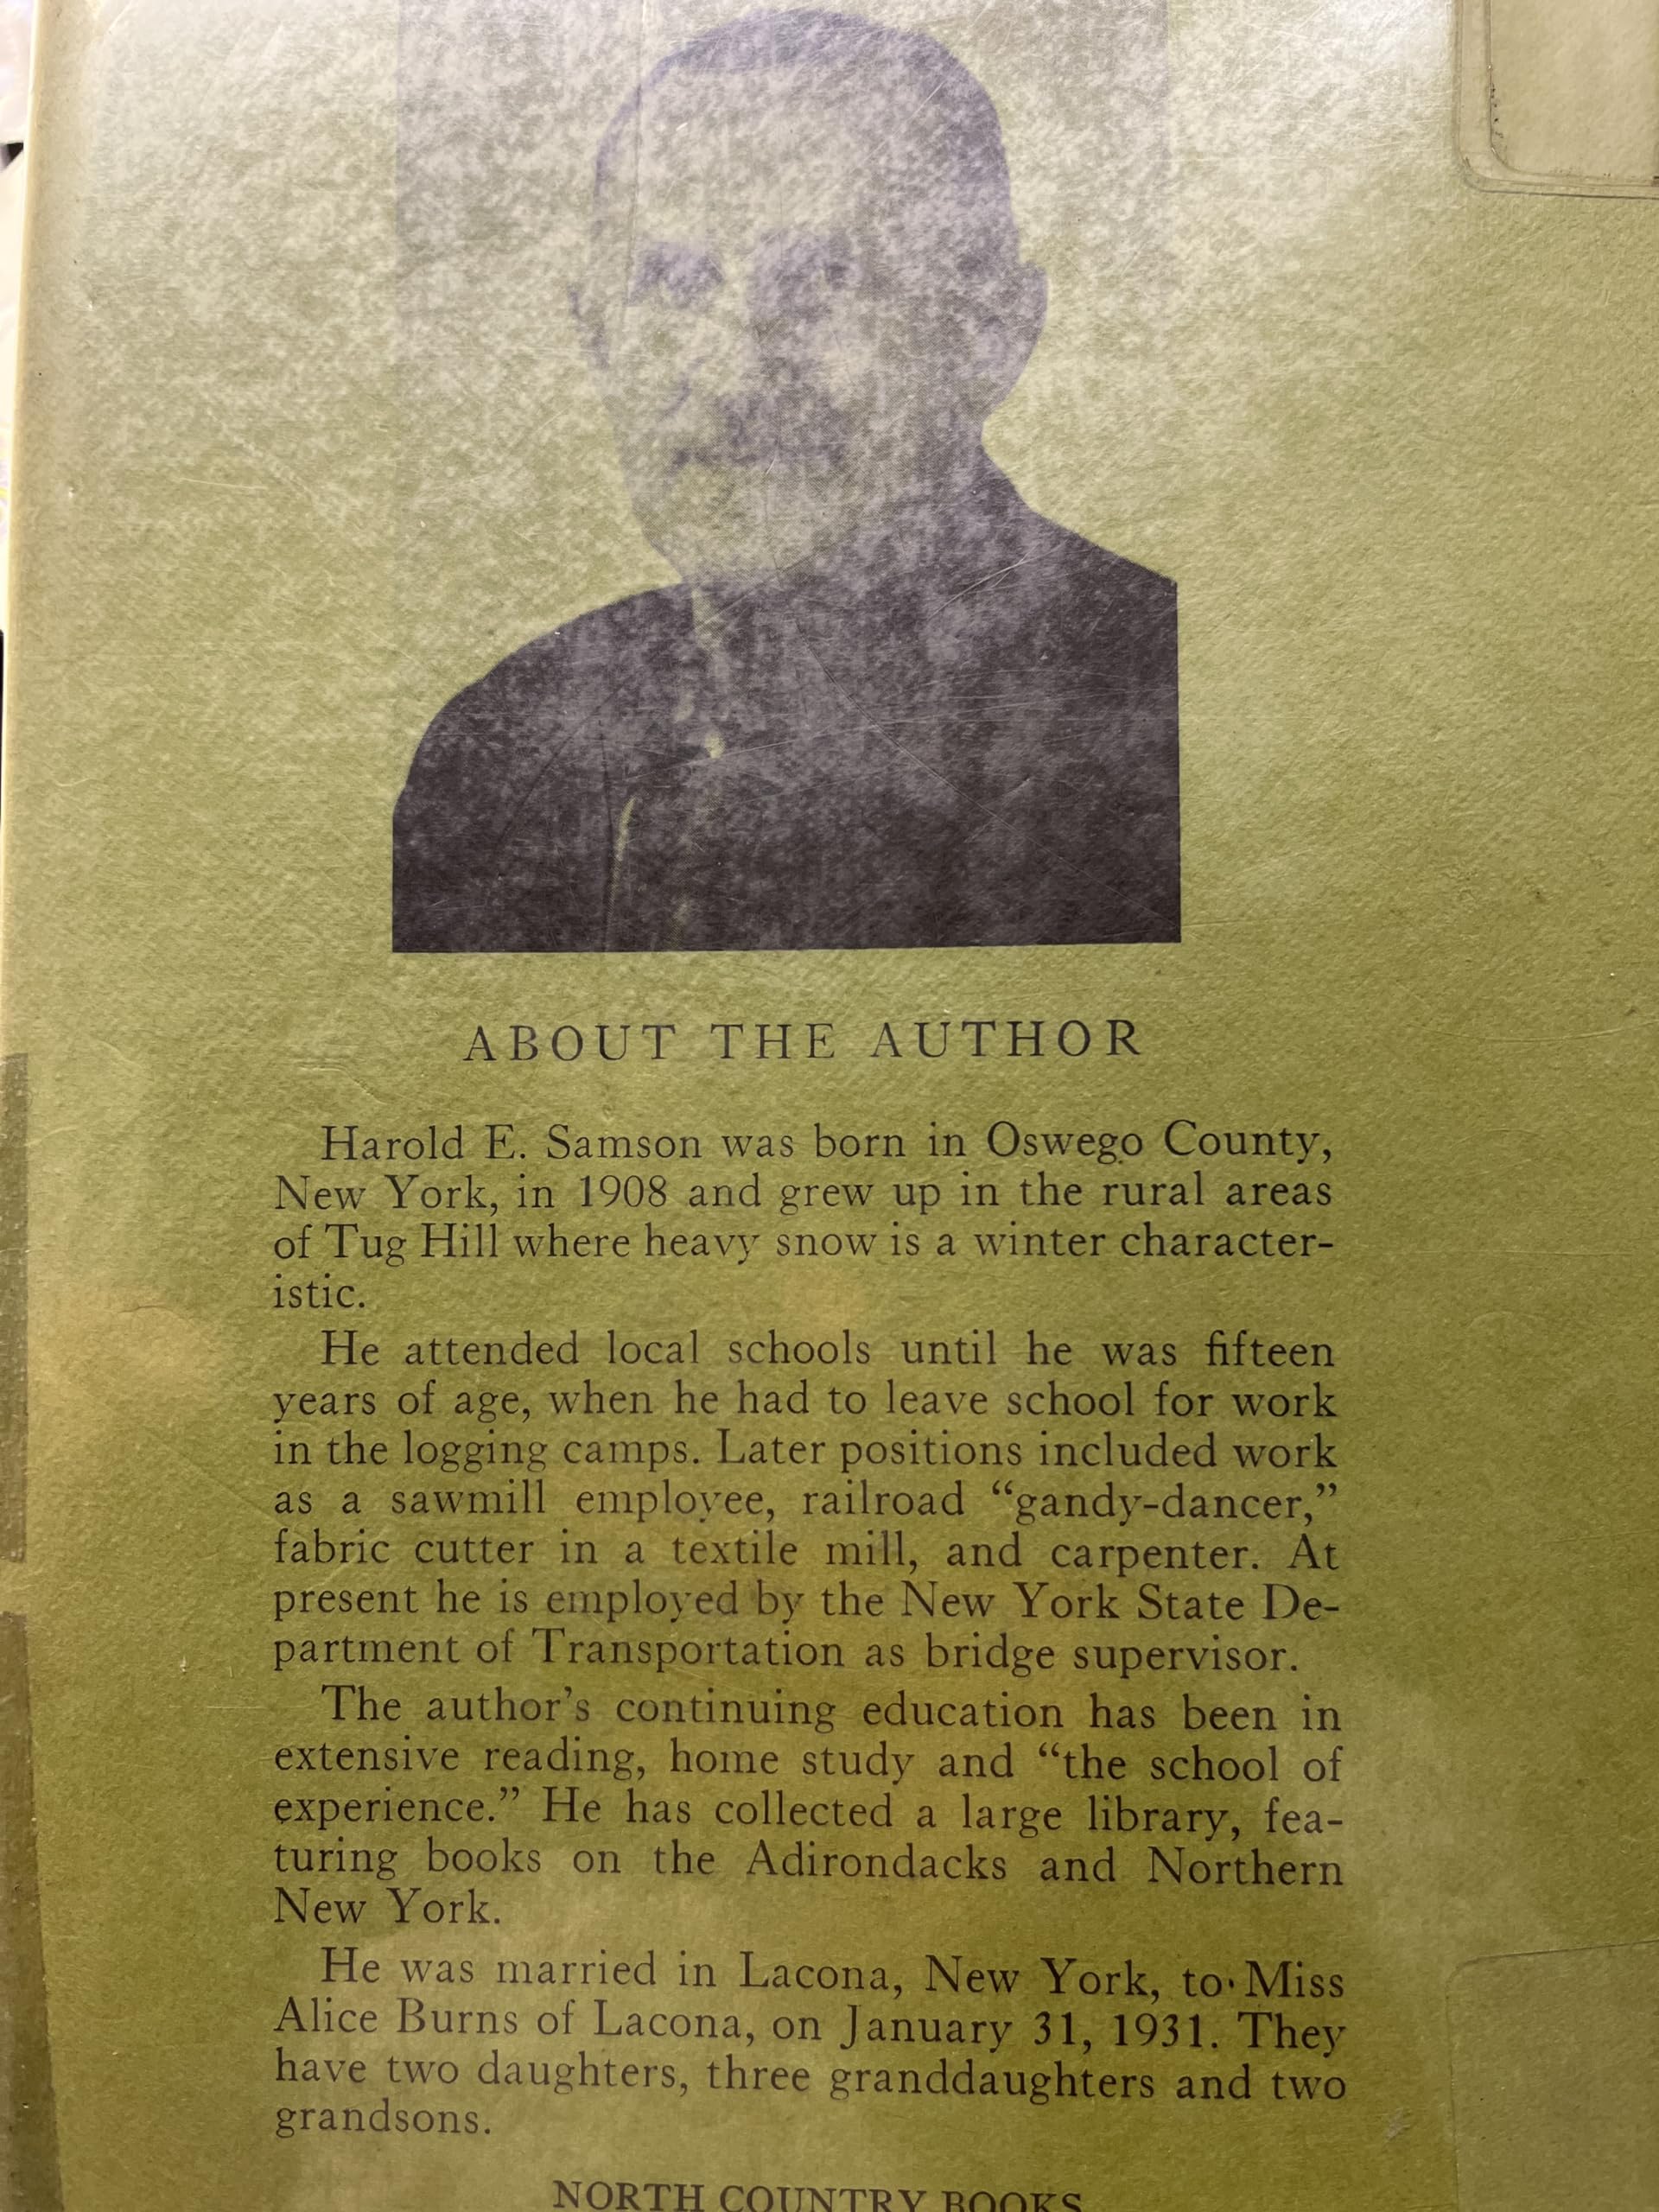 ABOUT THE AUTHOR
Harold E. Samson was born in Oswego County,
New York, in 1908 and grew up in the rural areas
of Tug Hill where heavy snow is a winter character-
istic.
He attended local schools until he was fifteen
years of age, when he had to leave school for work
in the logging camps. Later positions included work
as a sawmill employee, railroad “gandy-dancer,”
fabric cutter in a textile mill, and carpenter. At
present he is employed by the New York State De-
partment of Transportation as bridge supervisor.
The author’s continuing education has been in
extensive reading, home study and “the school of
experience.” He has collected a large library, fea-
turing books on the Adirondacks and Northern
New York.
He was married in Lacona, New York, to Miss
Alice Burns of Lacona, on January 31, 1931. They
have two daughters, three granddaughters and two
grandsons.
NORTH COUNTRY BOOKS